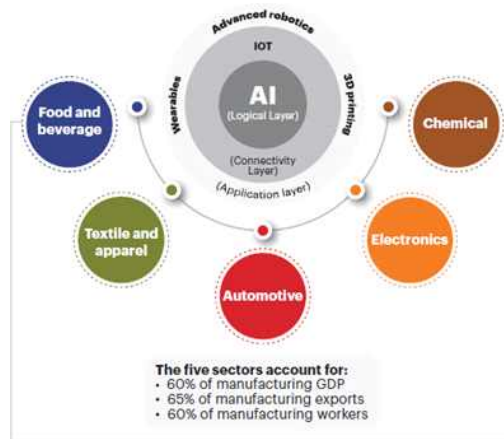 Advanced robotics
IOT
Wearables
3D printing
AI
(Logical Layer)
(Connectivity
Layer)
(Application layer)
Food and
beverage
Chemical
Textile and
apparel
Electronics
Automotive
The five sectors account for:
• 60% of manufacturing GDP
• 65% of manufacturing exports
• 60% of manufacturing workers